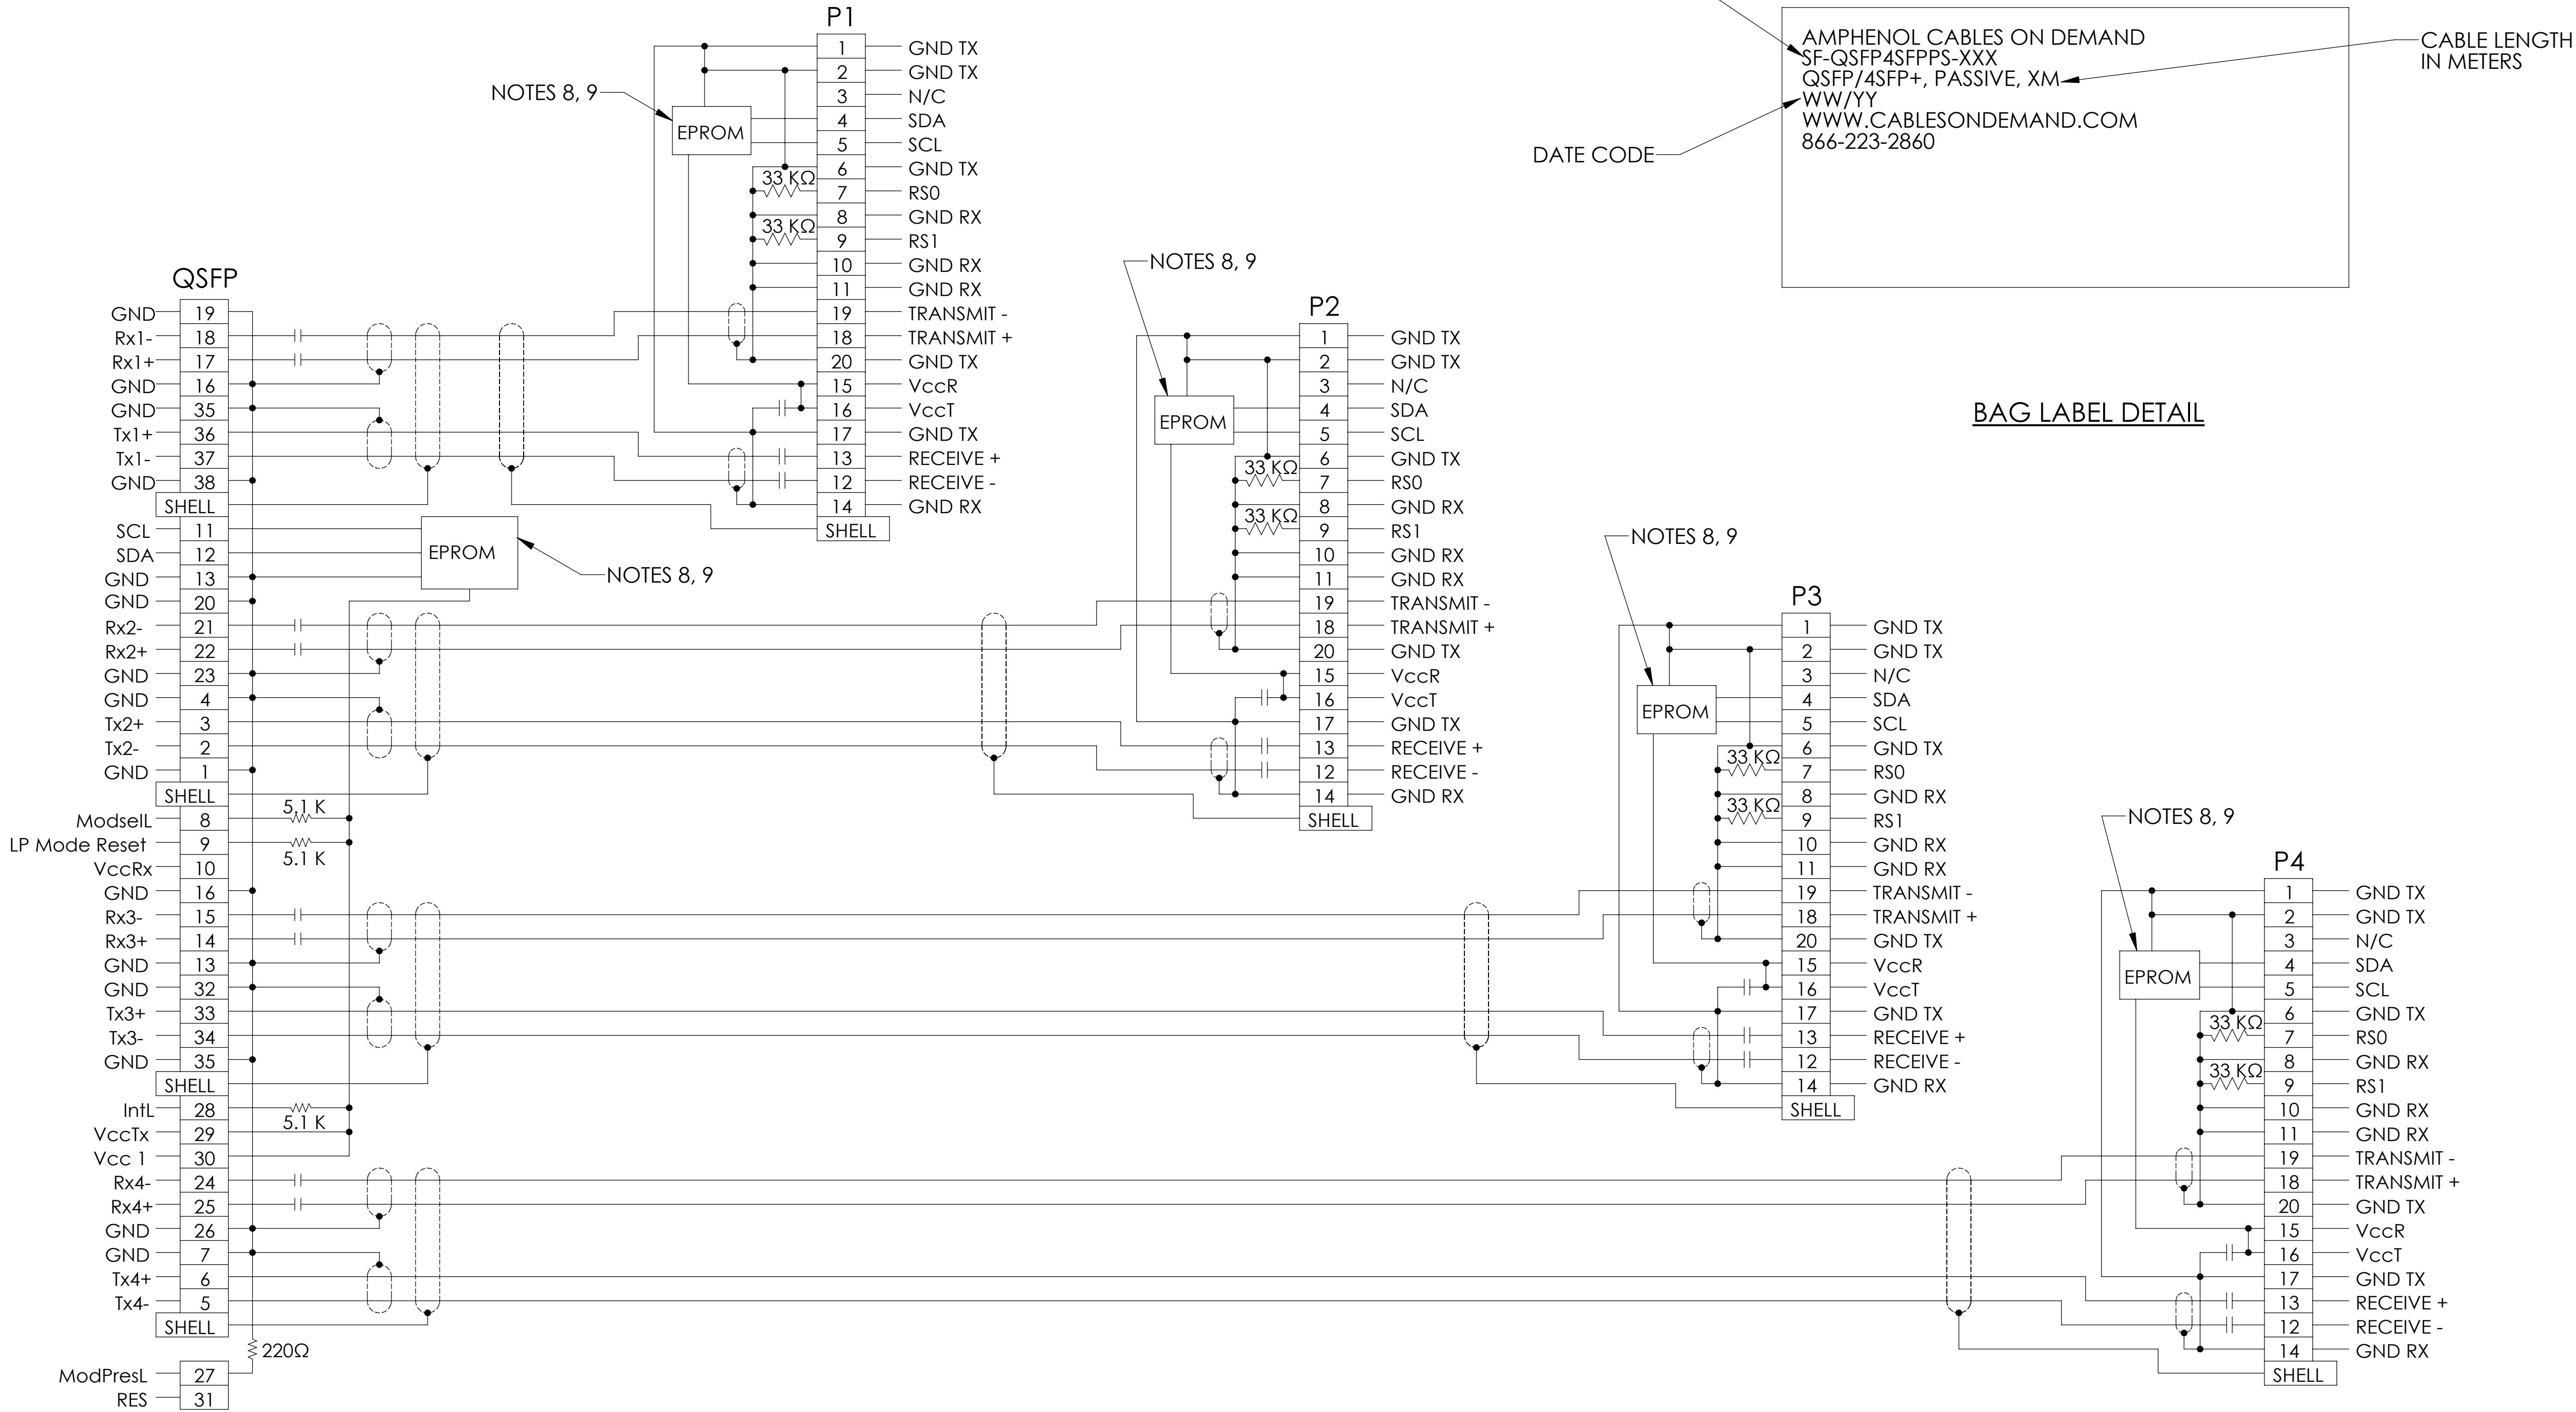 P1
1 GND TX
2 GND TX
3 N/C
4 SDA
5 SCL
6 GND TX
7 RS0
8 GND RX
9 RS1
10 GND RX
11 GND RX
19 TRANSMIT -
18 TRANSMIT +
20 GND TX
15 VccR
16 VccT
17 GND TX
13 RECEIVE +
12 RECEIVE -
14 GND RX
SHELL
NOTES 8, 9
EPROM
33 KΩ
33 KΩ
AMPHENOL CABLES ON DEMAND
SF-QSFP4SFPPS-XXX
QSFP/4SFP+, PASSIVE, XM
WW/YY
WWW.CABLESONDEMAND.COM
866-223-2860
CABLE LENGTH
IN METERS
DATE CODE
BAG LABEL DETAIL
QSFP
GND 19
Rx1- 18
Rx1+ 17
GND 16
GND 35
Tx1+ 36
Tx1- 37
GND 38
SHELL
SCL 11
SDA 12
GND 13
GND 20
Rx2- 21
Rx2+ 22
GND 23
GND 4
Tx2+ 3
Tx2- 2
GND 1
SHELL
ModselL 8
LP Mode Reset 9
VccRx 10
GND 16
Rx3- 15
Rx3+ 14
GND 13
GND 32
Tx3+ 33
Tx3- 34
GND 35
SHELL
IntL 28
VccTx 29
Vcc 1 30
Rx4- 24
Rx4+ 25
GND 26
GND 7
Tx4+ 6
Tx4- 5
SHELL
ModPresL 27
RES 31
EPROM
NOTES 8, 9
5.1 K
5.1 K
5.1 K
220Ω
P2
1 GND TX
2 GND TX
3 N/C
4 SDA
5 SCL
6 GND TX
7 RS0
8 GND RX
9 RS1
10 GND RX
11 GND RX
19 TRANSMIT -
18 TRANSMIT +
20 GND TX
15 VccR
16 VccT
17 GND TX
13 RECEIVE +
12 RECEIVE -
14 GND RX
SHELL
NOTES 8, 9
EPROM
33 KΩ
33 KΩ
P3
1 GND TX
2 GND TX
3 N/C
4 SDA
5 SCL
6 GND TX
7 RS0
8 GND RX
9 RS1
10 GND RX
11 GND RX
19 TRANSMIT -
18 TRANSMIT +
20 GND TX
15 VccR
16 VccT
17 GND TX
13 RECEIVE +
12 RECEIVE -
14 GND RX
SHELL
NOTES 8, 9
EPROM
33 KΩ
33 KΩ
P4
1 GND TX
2 GND TX
3 N/C
4 SDA
5 SCL
6 GND TX
7 RS0
8 GND RX
9 RS1
10 GND RX
11 GND RX
19 TRANSMIT -
18 TRANSMIT +
20 GND TX
15 VccR
16 VccT
17 GND TX
13 RECEIVE +
12 RECEIVE -
14 GND RX
SHELL
NOTES 8, 9
EPROM
33 KΩ
33 KΩ